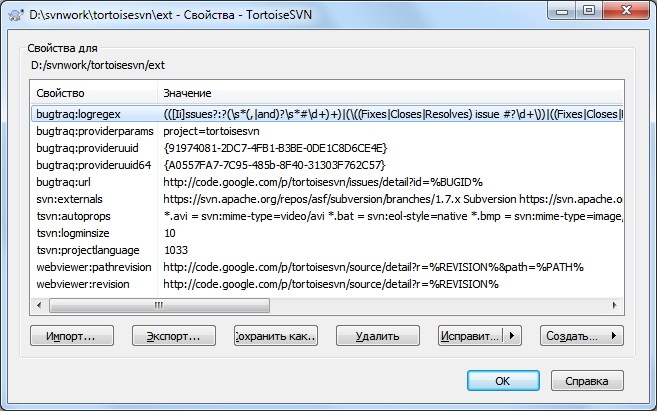 D:\svnwork\tortoisesvn\ext - Свойства - TortoiseSVN
Свойства для
D:/svnwork/tortoisesvn/ext
Свойство Значение
bugtraq:logregex (([Ii]ssues?:?(\s*(,|and)?\s*#\d+)+)|(\((Fixes|Closes|Resolves) issue #?\d+\))|((Fixes|Closes|
bugtraq:providerparams project=tortoisesvn
bugtraq:provideruuid {91974081-2DC7-4FB1-B3BE-0DE1C8D6CE4E}
bugtraq:provideruuid64 {A0557FA7-7C95-485b-8F40-31303F762C57}
bugtraq:url http://code.google.com/p/tortoisesvn/issues/detail?id=%BUGID%
svn:externals https://svn.apache.org/repos/asf/subversion/branches/1.7.x Subversion https://svn.apache.or
tsvn:autoprops *.avi = svn:mime-type=video/avi *.bat = svn:eol-style=native *.bmp = svn:mime-type=image,
tsvn:logminsize 10
tsvn:projectlanguage 1033
webviewer:pathrevision http://code.google.com/p/tortoisesvn/source/detail?r=%REVISION%&path=%PATH%
webviewer:revision http://code.google.com/p/tortoisesvn/source/detail?r=%REVISION%
Импорт... Экспорт... Сохранить как.. Удалить Исправит... Создать...
OK Справка